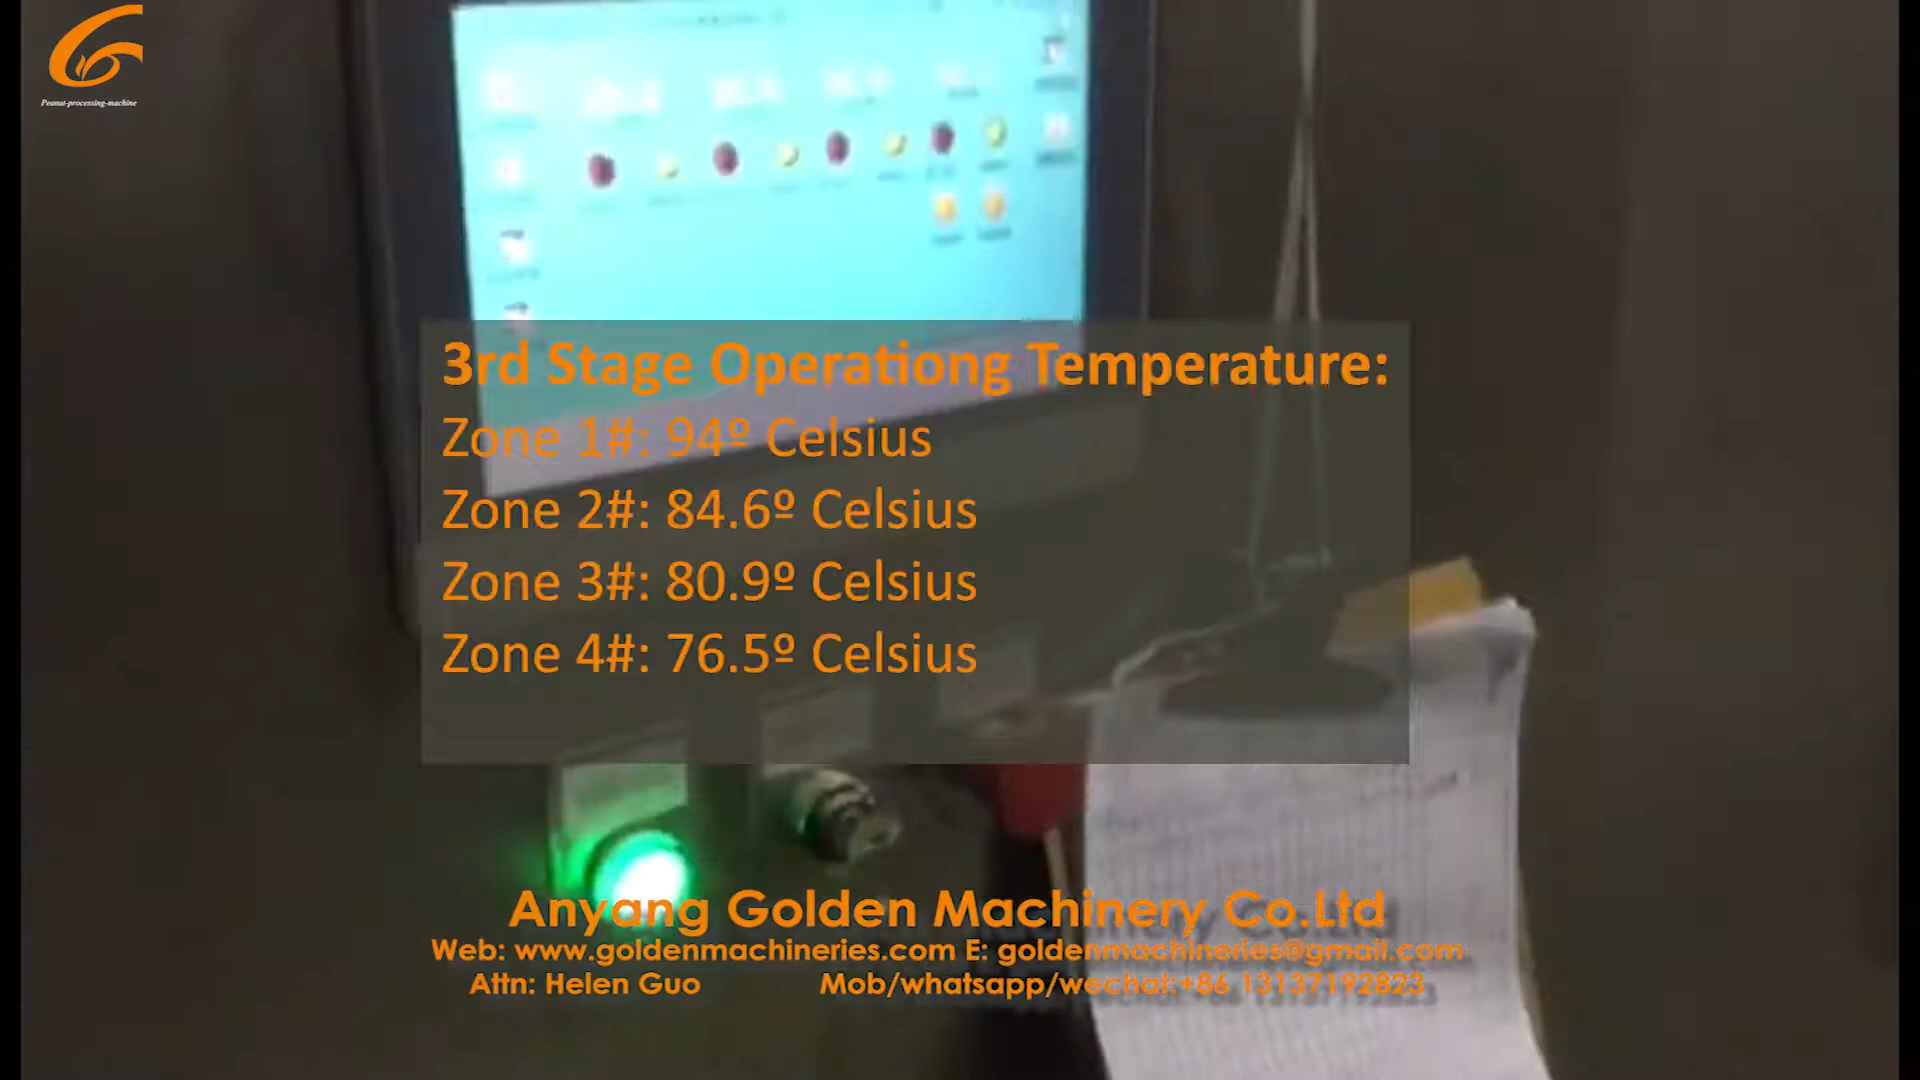 Peanut-processing-machine
3rd Stage Operationg Temperature:
Zone 1#: 94º Celsius
Zone 2#: 84.6º Celsius
Zone 3#: 80.9º Celsius
Zone 4#: 76.5º Celsius
Anyang Golden Machinery Co.Ltd
Web: www.goldenmachineries.com E: goldenmachineries@gmail.com
Attn: Helen Guo Mob/whatsapp/wechat:+86 13137192823